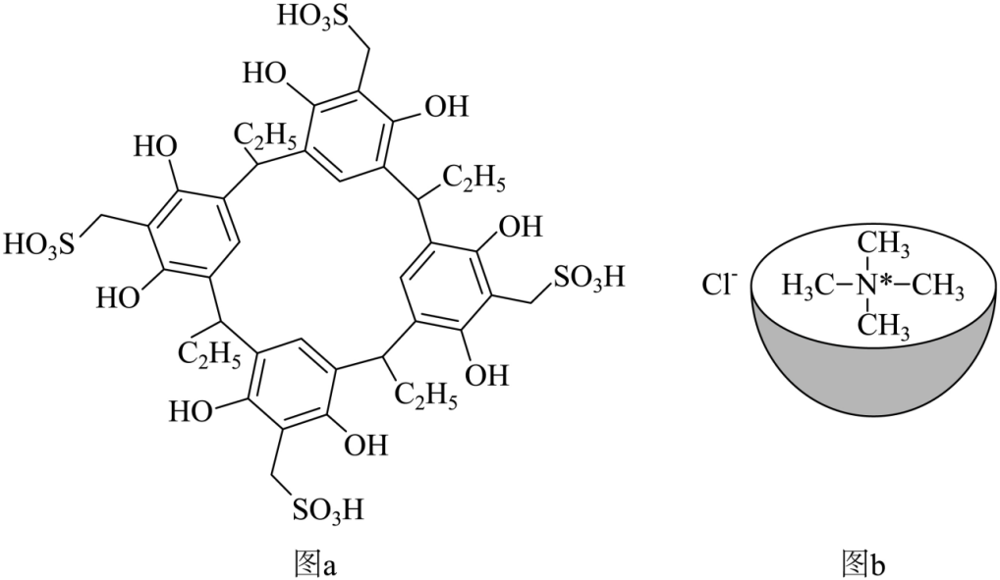 HO₃S
HO
OH
C₂H₅
HO
C₂H₅
HO₃S
OH
SO₃H
HO
C₂H₅
OH
C₂H₅
HO
OH
SO₃H
图a
CH₃
Cl⁻
H₃C—N*—CH₃
CH₃
图b